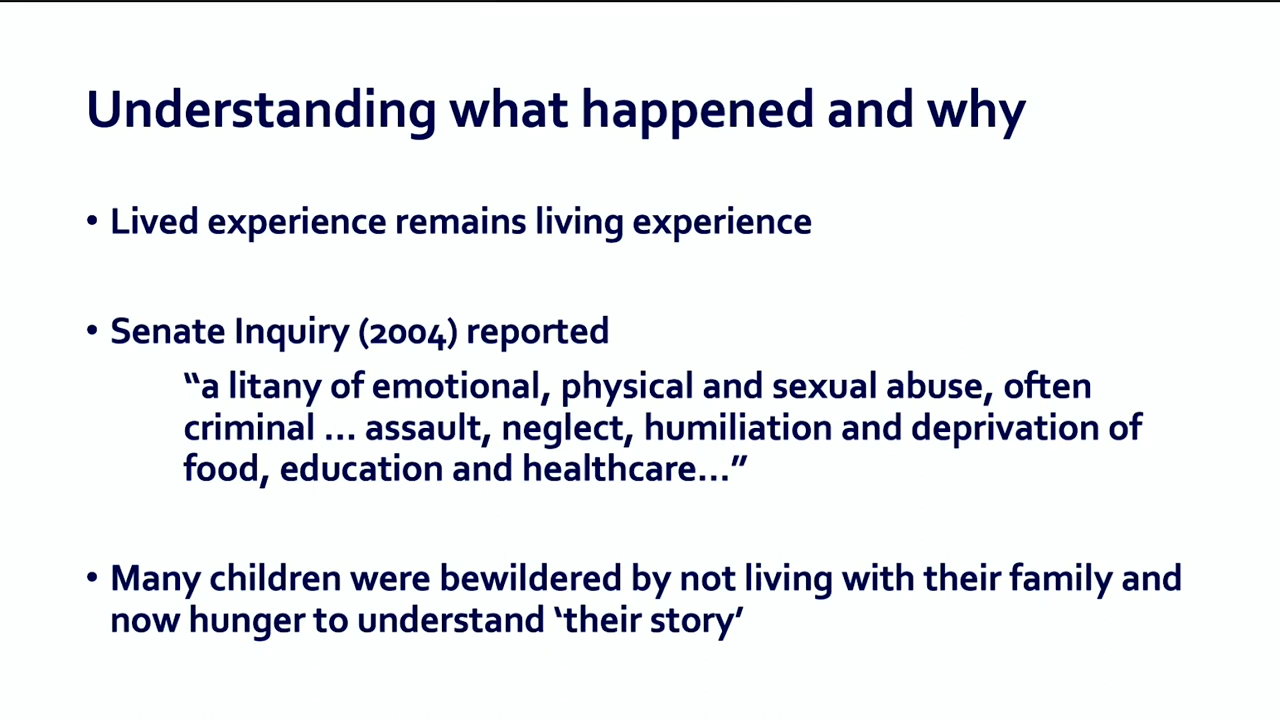 Understanding what happened and why
• Lived experience remains living experience
• Senate Inquiry (2004) reported
“a litany of emotional, physical and sexual abuse, often
criminal ... assault, neglect, humiliation and deprivation of
food, education and healthcare...”
• Many children were bewildered by not living with their family and
now hunger to understand ‘their story’